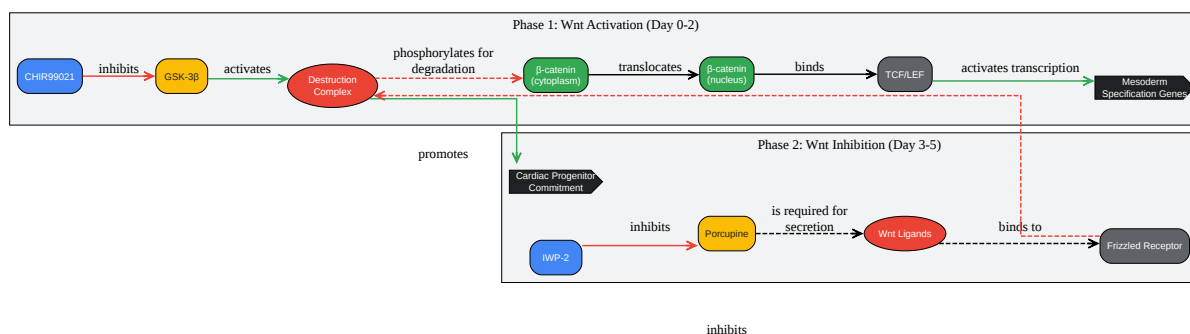 Phase 1: Wnt Activation (Day 0-2)
CHIR99021
inhibits
GSK-3β
activates
Destruction
Complex
phosphorylates for
degradation
β-catenin
(cytoplasm)
translocates
β-catenin
(nucleus)
binds
TCF/LEF
activates transcription
Mesoderm
Specification Genes
promotes
Phase 2: Wnt Inhibition (Day 3-5)
Cardiac Progenitor
Commitment
IWP-2
inhibits
Porcupine
is required for
secretion
Wnt Ligands
binds to
Frizzled Receptor
inhibits